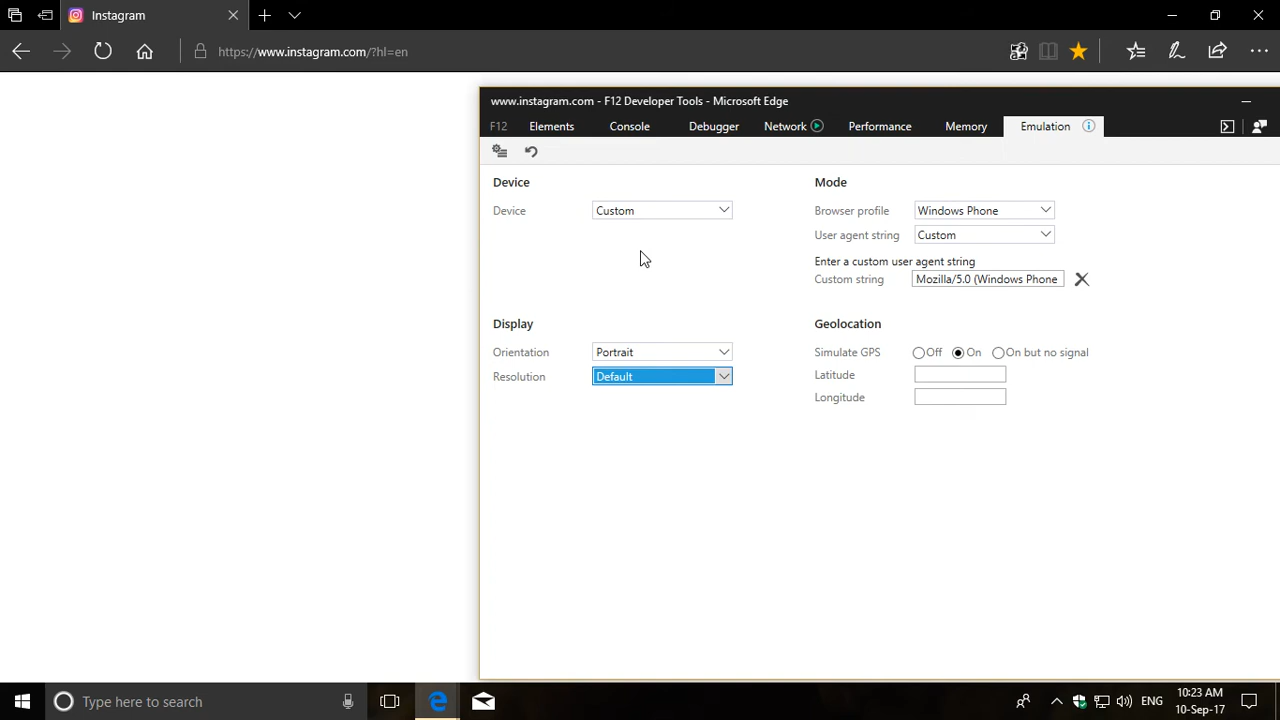 Instagram
https://www.instagram.com/?hl=en
www.instagram.com - F12 Developer Tools - Microsoft Edge
F12 Elements Console Debugger Network Performance Memory Emulation
Device
Device Custom
Mode
Browser profile Windows Phone
User agent string Custom
Enter a custom user agent string
Custom string Mozilla/5.0 (Windows Phone
Display
Orientation Portrait
Resolution Default
Geolocation
Simulate GPS Off On On but no signal
Latitude
Longitude
Type here to search
ENG
10:23 AM
10-Sep-17